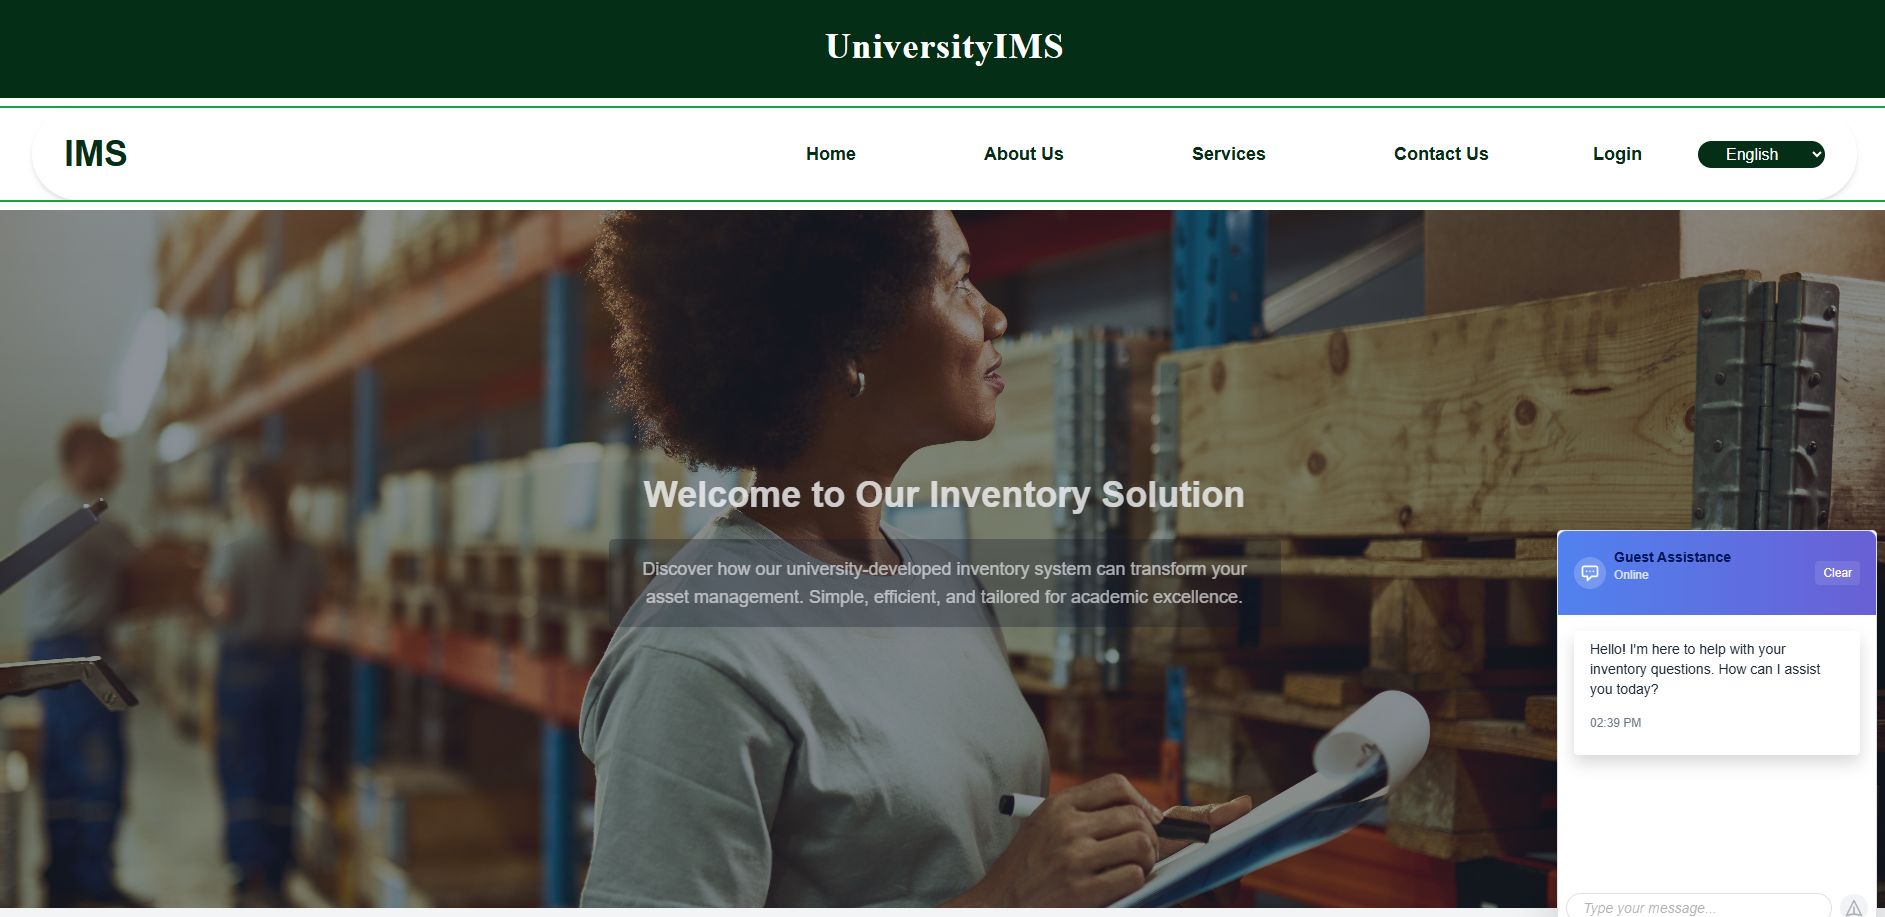 UniversityIMS
IMS
Home
About Us
Services
Contact Us
Login
English
Welcome to Our Inventory Solution
Discover how our university-developed inventory system can transform your
asset management. Simple, efficient, and tailored for academic excellence.
Guest Assistance
Online
Clear
Hello! I'm here to help with your
inventory questions. How can I assist
you today?
02:39 PM
Type your message...